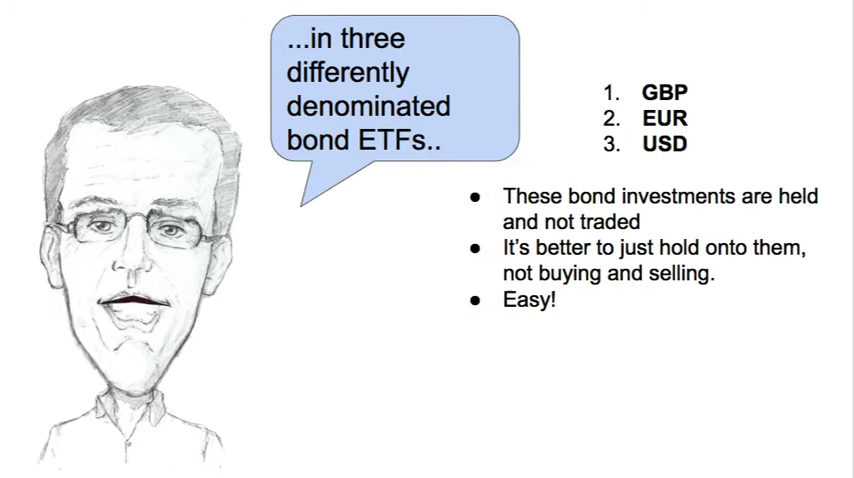 ...in three
differently
denominated
bond ETFs..
1. GBP
2. EUR
3. USD
● These bond investments are held
and not traded
● It’s better to just hold onto them,
not buying and selling.
● Easy!